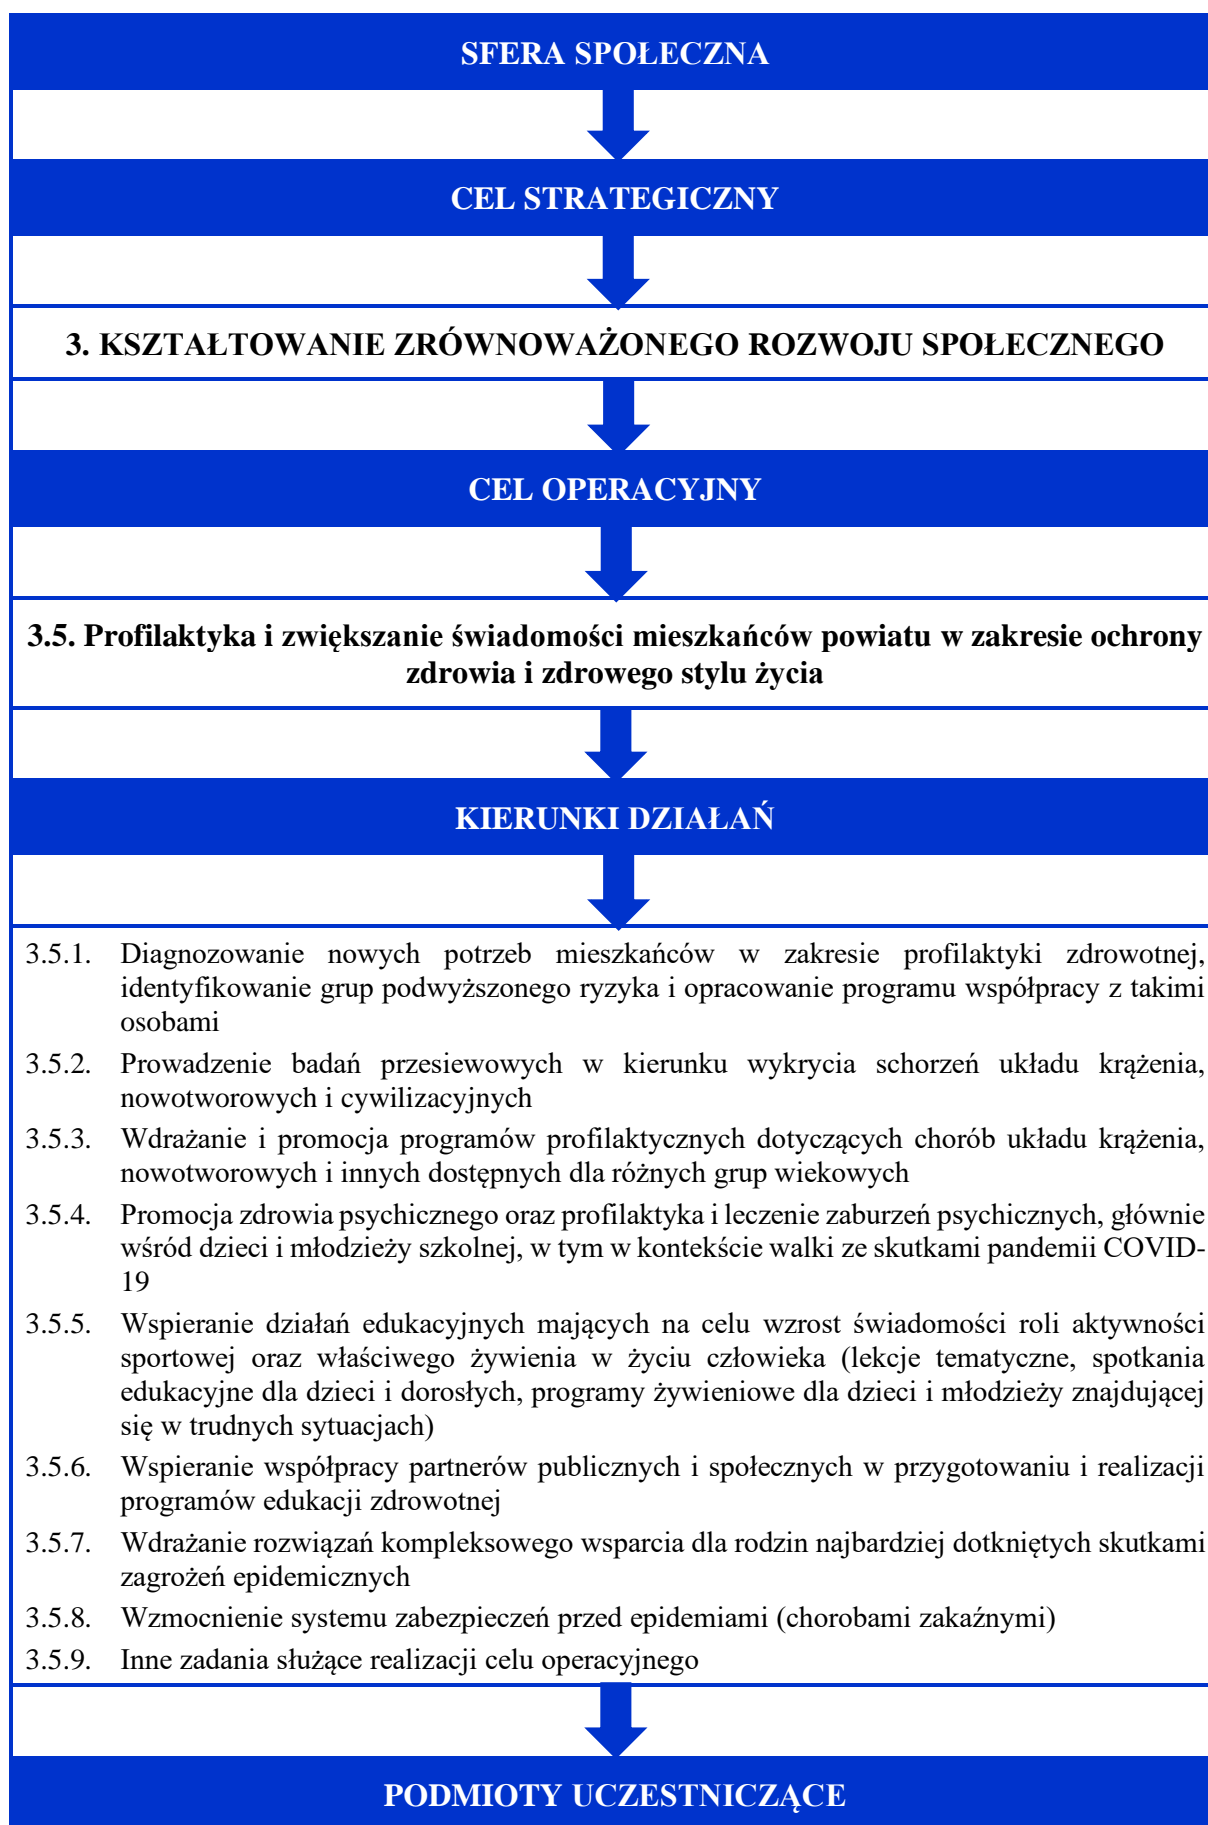 SFERA SPOŁECZNA
CEL STRATEGICZNY
3. KSZTAŁTOWANIE ZRÓWNOWAŻONEGO ROZWOJU SPOŁECZNEGO
CEL OPERACYJNY
3.5. Profilaktyka i zwiększanie świadomości mieszkańców powiatu w zakresie ochrony
zdrowia i zdrowego stylu życia
KIERUNKI DZIAŁAŃ
3.5.1. Diagnozowanie nowych potrzeb mieszkańców w zakresie profilaktyki zdrowotnej,
identyfikowanie grup podwyższonego ryzyka i opracowanie programu współpracy z takimi
osobami
3.5.2. Prowadzenie badań przesiewowych w kierunku wykrycia schorzeń układu krążenia,
nowotworowych i cywilizacyjnych
3.5.3. Wdrażanie i promocja programów profilaktycznych dotyczących chorób układu krążenia,
nowotworowych i innych dostępnych dla różnych grup wiekowych
3.5.4. Promocja zdrowia psychicznego oraz profilaktyka i leczenie zaburzeń psychicznych, głównie
wśród dzieci i młodzieży szkolnej, w tym w kontekście walki ze skutkami pandemii COVID-
19
3.5.5. Wspieranie działań edukacyjnych mających na celu wzrost świadomości roli aktywności
sportowej oraz właściwego żywienia w życiu człowieka (lekcje tematyczne, spotkania
edukacyjne dla dzieci i dorosłych, programy żywieniowe dla dzieci i młodzieży znajdującej
się w trudnych sytuacjach)
3.5.6. Wspieranie współpracy partnerów publicznych i społecznych w przygotowaniu i realizacji
programów edukacji zdrowotnej
3.5.7. Wdrażanie rozwiązań kompleksowego wsparcia dla rodzin najbardziej dotkniętych skutkami
zagrożeń epidemicznych
3.5.8. Wzmocnienie systemu zabezpieczeń przed epidemiami (chorobami zakaźnymi)
3.5.9. Inne zadania służące realizacji celu operacyjnego
PODMIOTY UCZESTNICZĄCE